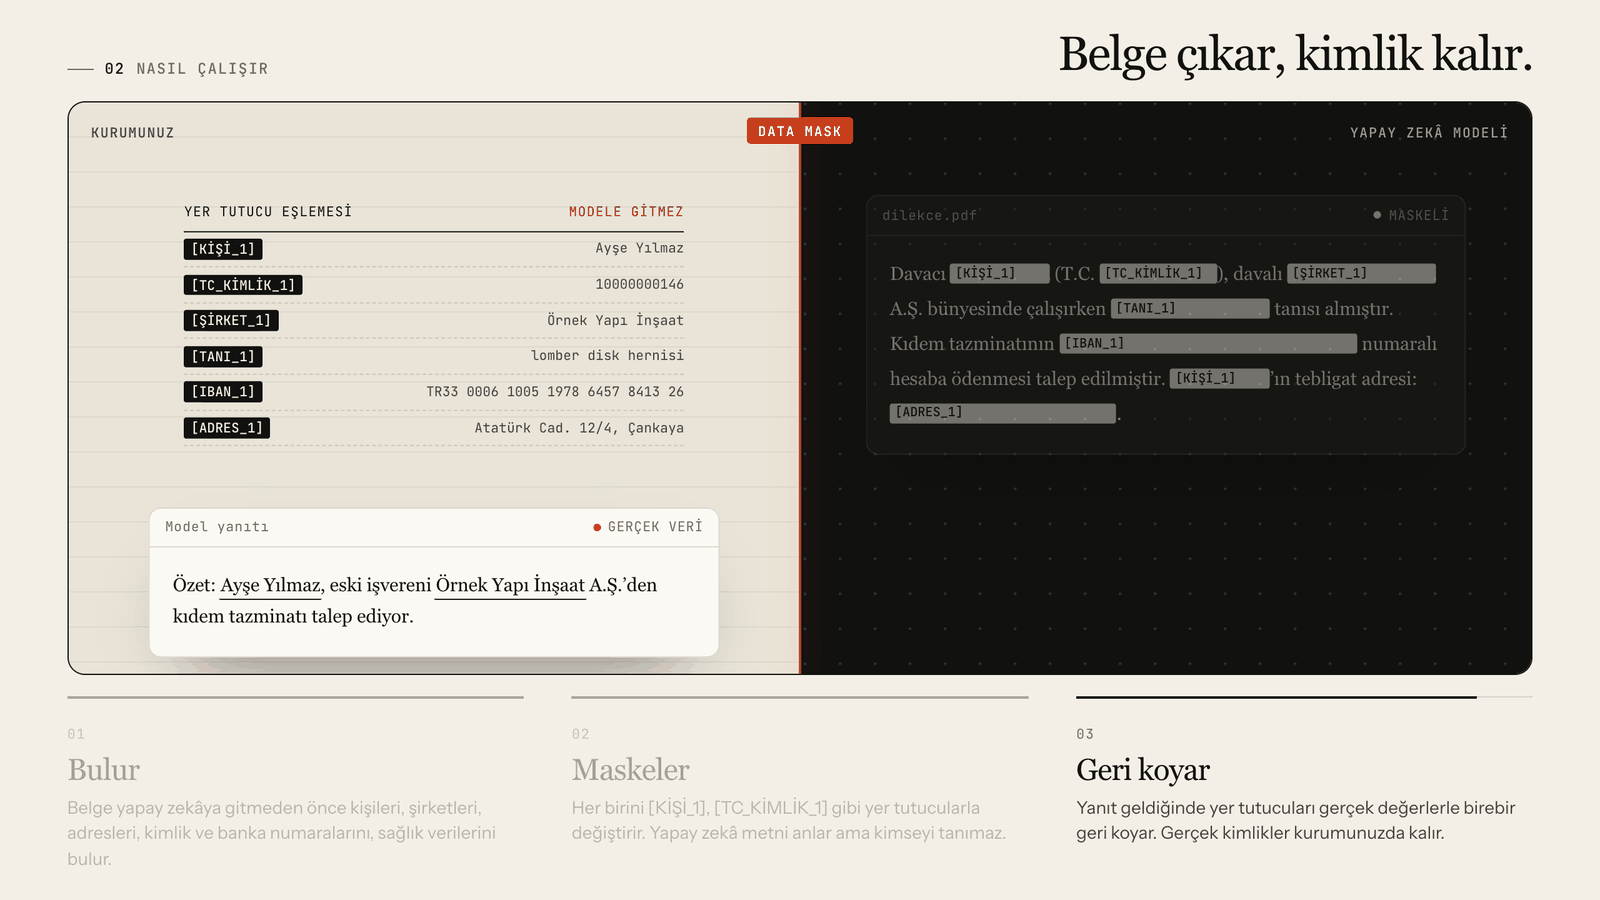 02 NASIL ÇALIŞIR
Belge çıkar, kimlik kalır.
KURUMUNUZ
DATA MASK
YAPAY ZEKÂ MODELİ
YER TUTUCU EŞLEMESİ MODELE GİTMEZ
[KİŞİ_1] Ayşe Yılmaz
[TC_KİMLİK_1] 10000000146
[ŞİRKET_1] Örnek Yapı İnşaat
[TANI_1] lomber disk hernisi
[IBAN_1] TR33 0006 1005 1978 6457 8413 26
[ADRES_1] Atatürk Cad. 12/4, Çankaya
Model yanıtı GERÇEK VERİ
Özet: Ayşe Yılmaz, eski işvereni Örnek Yapı İnşaat A.Ş.’den
kıdem tazminatı talep ediyor.
dilekce.pdf MASKELİ
Davacı [KİŞİ_1] (T.C. [TC_KİMLİK_1]), davalı [ŞİRKET_1]
A.Ş. bünyesinde çalışırken [TANI_1] tanısı almıştır.
Kıdem tazminatının [IBAN_1] numaralı
hesaba ödenmesi talep edilmiştir. [KİŞİ_1]’ın tebligat adresi:
[ADRES_1].
01
Bulur
Belge yapay zekâya gitmeden önce kişileri, şirketleri,
adresleri, kimlik ve banka numaralarını, sağlık verilerini
bulur.
02
Maskeler
Her birini [KİŞİ_1], [TC_KİMLİK_1] gibi yer tutucularla
değiştirir. Yapay zekâ metni anlar ama kimseyi tanımaz.
03
Geri koyar
Yanıt geldiğinde yer tutucuları gerçek değerlerle birebir
geri koyar. Gerçek kimlikler kurumunuzda kalır.